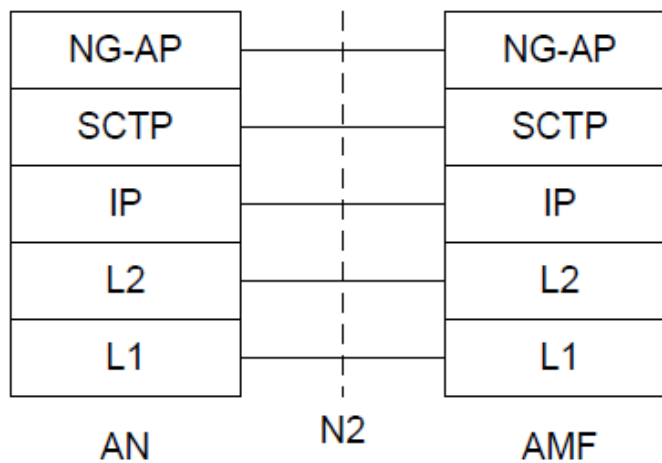 NG-AP NG-AP
SCTP SCTP
IP IP
L2 L2
L1 L1
AN N2 AMF